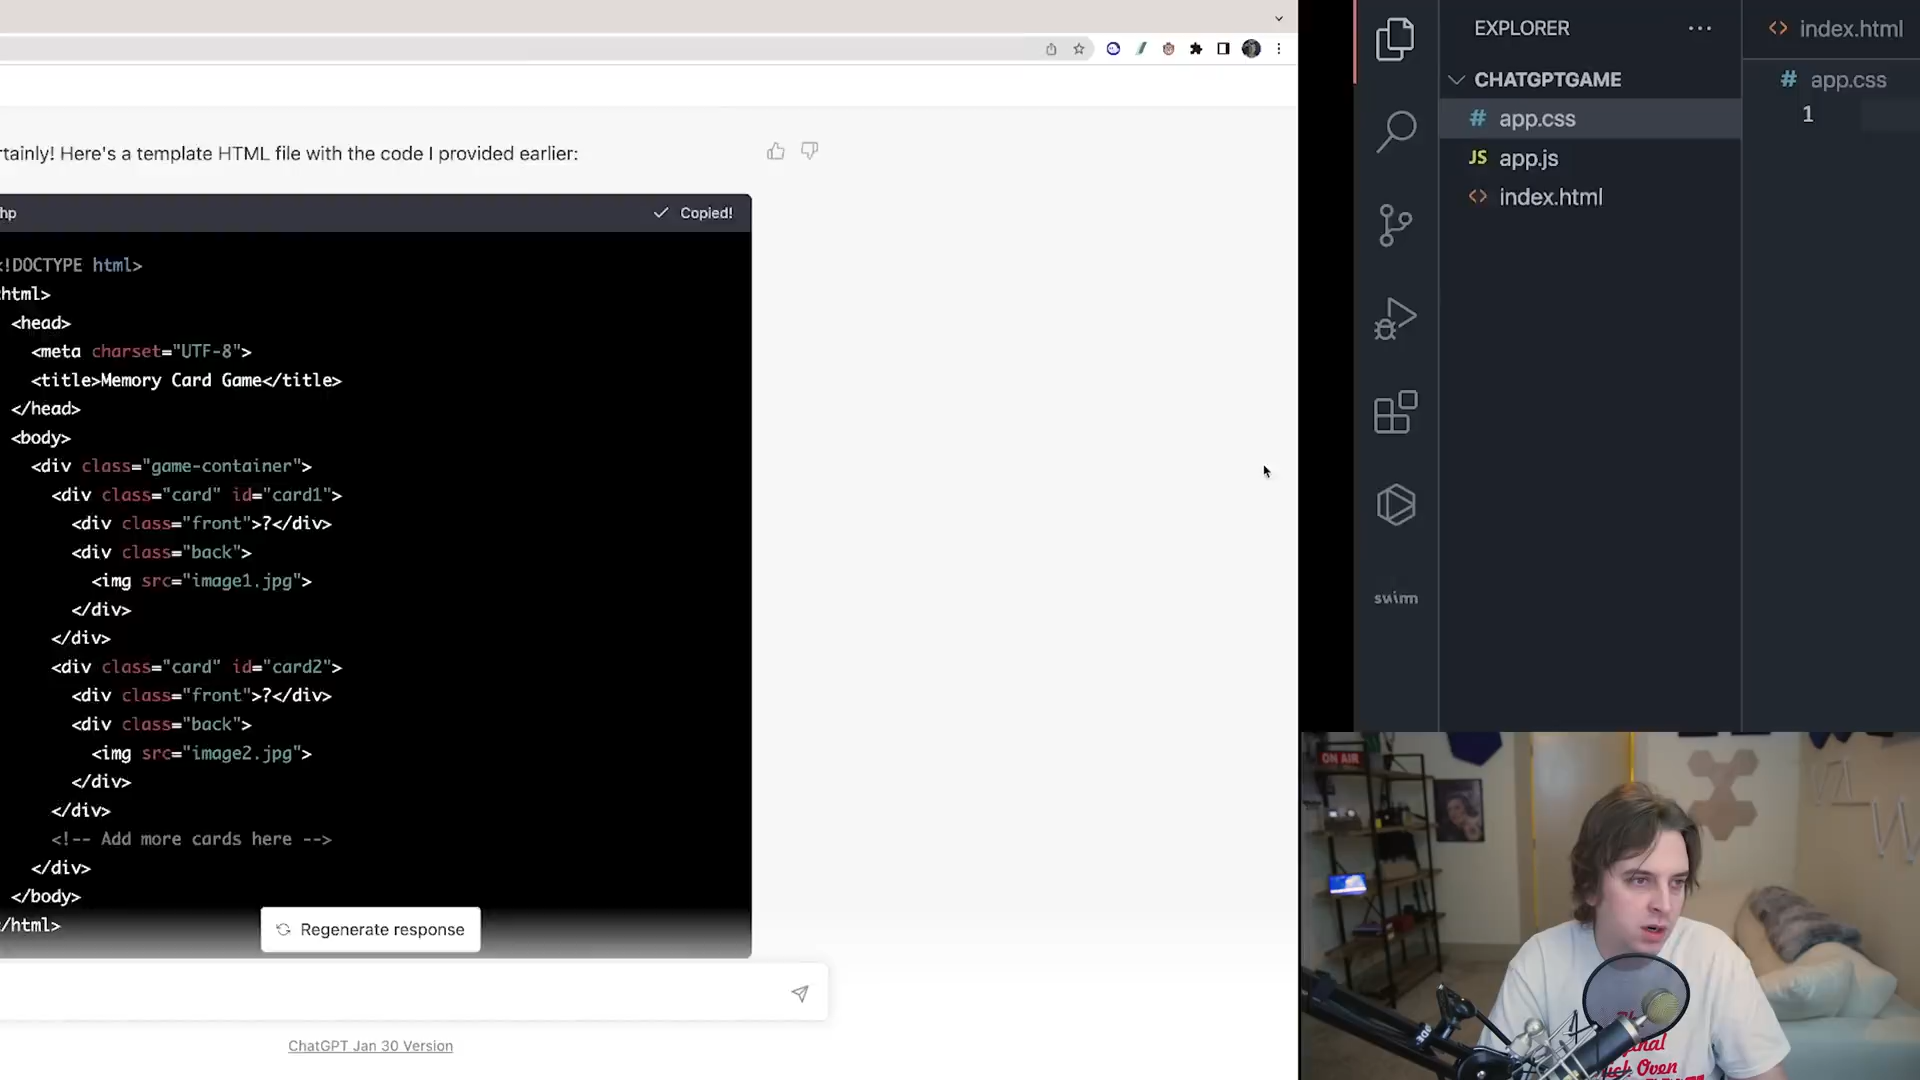 rtainly! Here's a template HTML file with the code I provided earlier:
hp
Copied!
<!DOCTYPE html>
html>
<head>
<meta charset="UTF-8">
<title>Memory Card Game</title>
</head>
<body>
<div class="game-container">
<div class="card" id="card1">
<div class="front">?</div>
<div class="back">
<img src="image1.jpg">
</div>
</div>
<div class="card" id="card2">
<div class="front">?</div>
<div class="back">
<img src="image2.jpg">
</div>
</div>
<!-- Add more cards here -->
</div>
</body>
/html>
Regenerate response
ChatGPT Jan 30 Version
EXPLORER
CHATGPTGAME
# app.css
JS app.js
<> index.html
swimm
<> index.html
# app.css
1
ON AIR